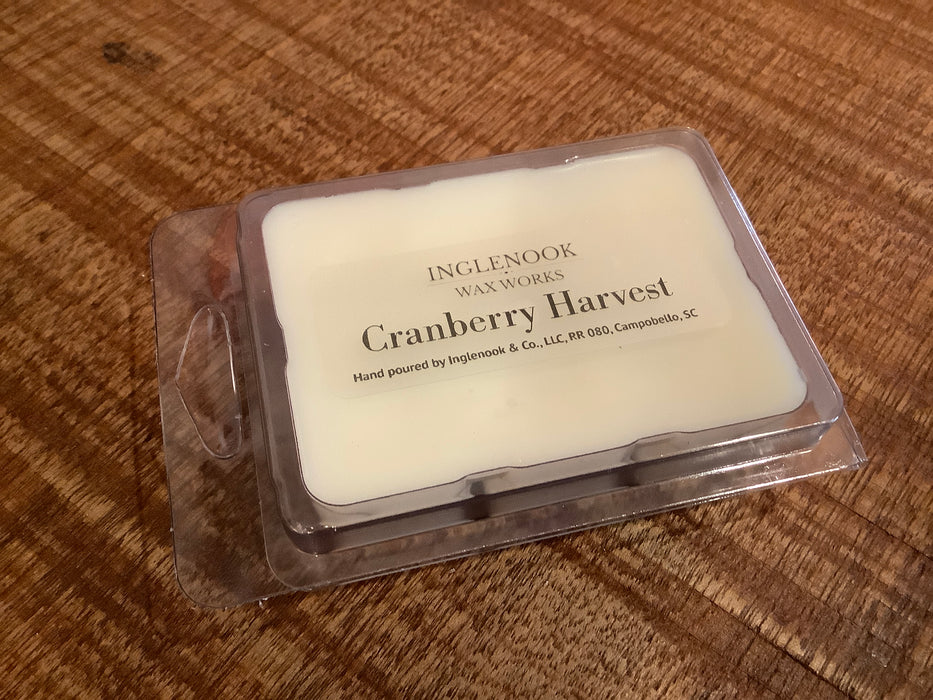 INGLENOOK
WAX WORKS
Cranberry Harvest
Hand poured by Inglenook & Co., LLC, RR 080, Campobello, SC